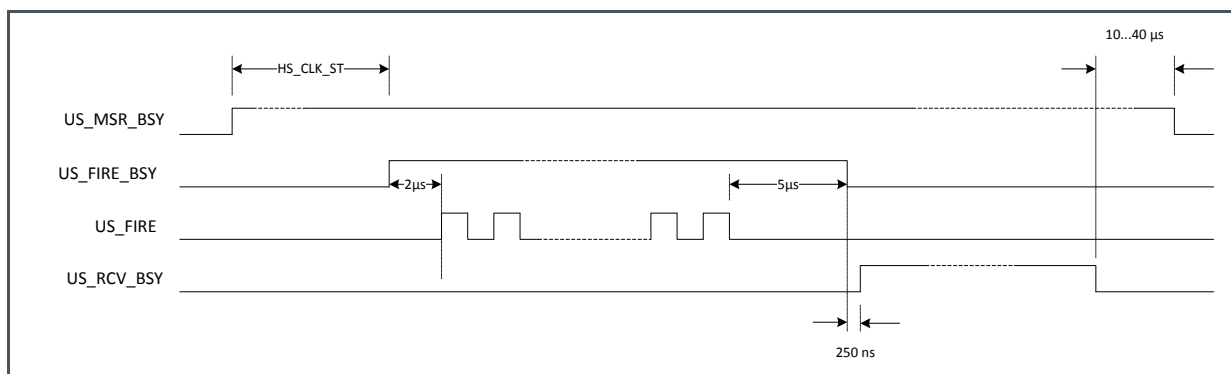 10...40 µs
HS_CLK_ST
US_MSR_BSY
US_FIRE_BSY
2µs
5µs
US_FIRE
US_RCV_BSY
250 ns